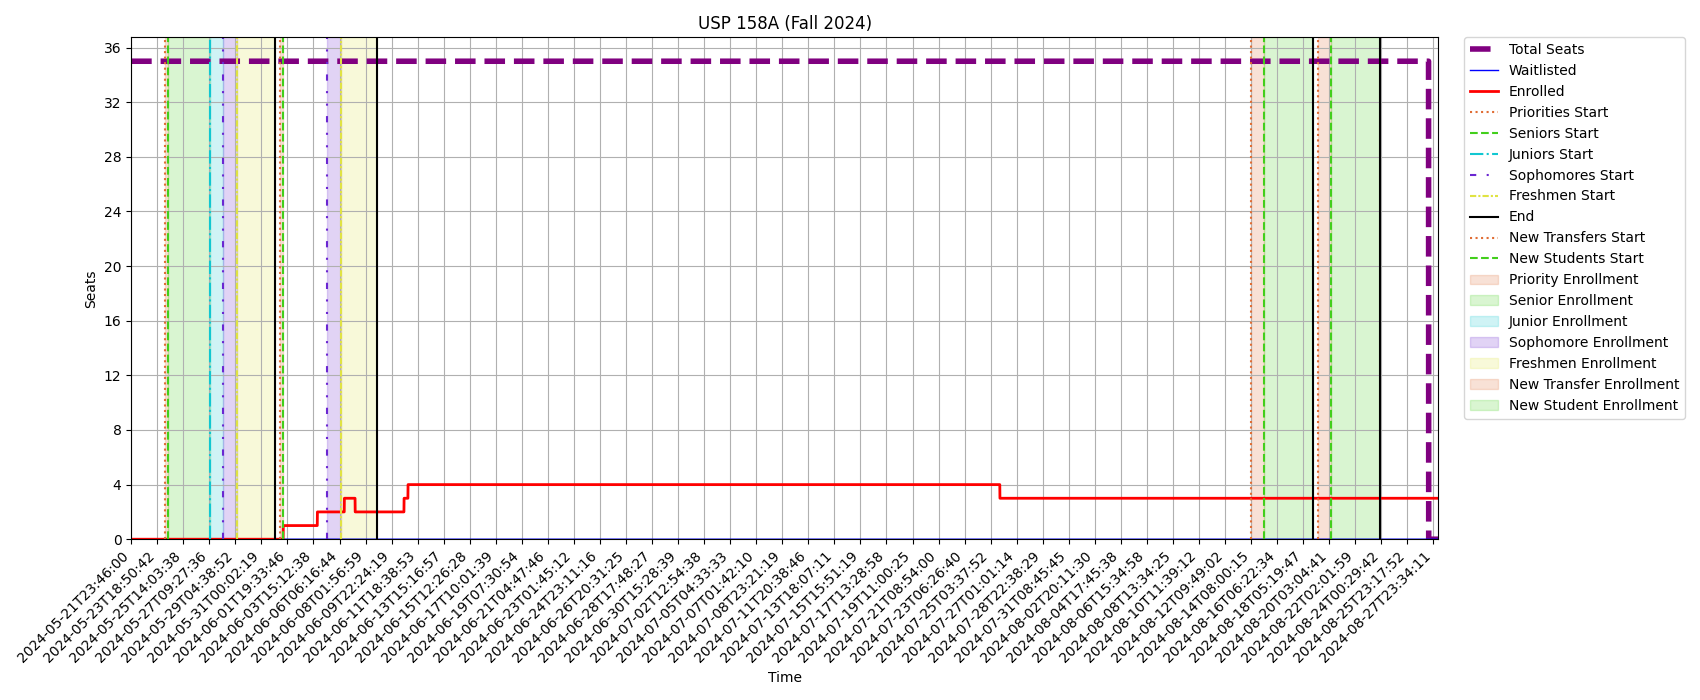 USP 158A (Fall 2024)
Seats
36
32
28
24
20
16
12
8
4
0
2024-05-21T23:46:00
2024-05-23T18:50:42
2024-05-25T14:03:38
2024-05-27T09:27:36
2024-05-29T04:38:52
2024-05-31T00:02:19
2024-06-01T19:33:46
2024-06-03T15:12:38
2024-06-06T06:16:44
2024-06-08T01:56:59
2024-06-09T22:24:19
2024-06-11T18:38:53
2024-06-13T15:16:57
2024-06-15T12:26:28
2024-06-17T10:01:39
2024-06-19T07:30:54
2024-06-21T04:47:46
2024-06-23T01:45:12
2024-06-24T23:11:16
2024-06-26T20:31:25
2024-06-28T17:48:27
2024-06-30T15:28:39
2024-07-02T12:54:38
2024-07-05T04:33:33
2024-07-07T01:42:10
2024-07-08T23:21:19
2024-07-11T20:38:46
2024-07-13T18:07:11
2024-07-15T15:51:19
2024-07-17T13:28:58
2024-07-19T11:00:25
2024-07-21T08:54:00
2024-07-23T06:26:40
2024-07-25T03:37:52
2024-07-27T01:01:14
2024-07-28T22:38:29
2024-07-31T08:45:45
2024-08-02T20:11:30
2024-08-04T17:45:38
2024-08-06T15:34:58
2024-08-08T13:34:25
2024-08-10T11:39:12
2024-08-12T09:49:02
2024-08-14T08:00:15
2024-08-16T06:22:34
2024-08-18T05:19:47
2024-08-20T03:04:41
2024-08-22T02:01:59
2024-08-24T00:29:42
2024-08-25T23:17:52
2024-08-27T23:34:11
Time
Total Seats
Waitlisted
Enrolled
Priorities Start
Seniors Start
Juniors Start
Sophomores Start
Freshmen Start
End
New Transfers Start
New Students Start
Priority Enrollment
Senior Enrollment
Junior Enrollment
Sophomore Enrollment
Freshmen Enrollment
New Transfer Enrollment
New Student Enrollment